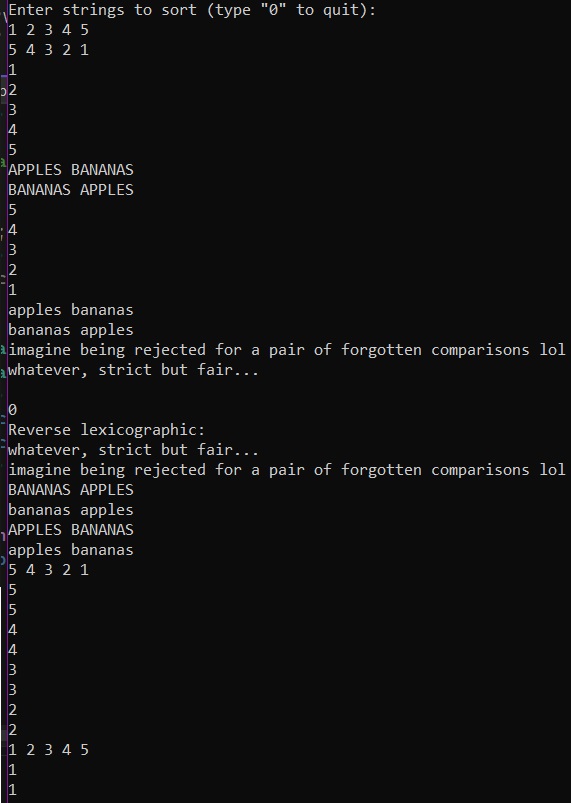 Enter strings to sort (type "0" to quit):
1 2 3 4 5
5 4 3 2 1
1
2
3
4
5
APPLES BANANAS
BANANAS APPLES
5
4
3
2
1
apples bananas
bananas apples
imagine being rejected for a pair of forgotten comparisons lol
whatever, strict but fair...

0
Reverse lexicographic:
whatever, strict but fair...
imagine being rejected for a pair of forgotten comparisons lol
BANANAS APPLES
bananas apples
APPLES BANANAS
apples bananas
5 4 3 2 1
5
5
4
4
3
3
2
2
1 2 3 4 5
1
1